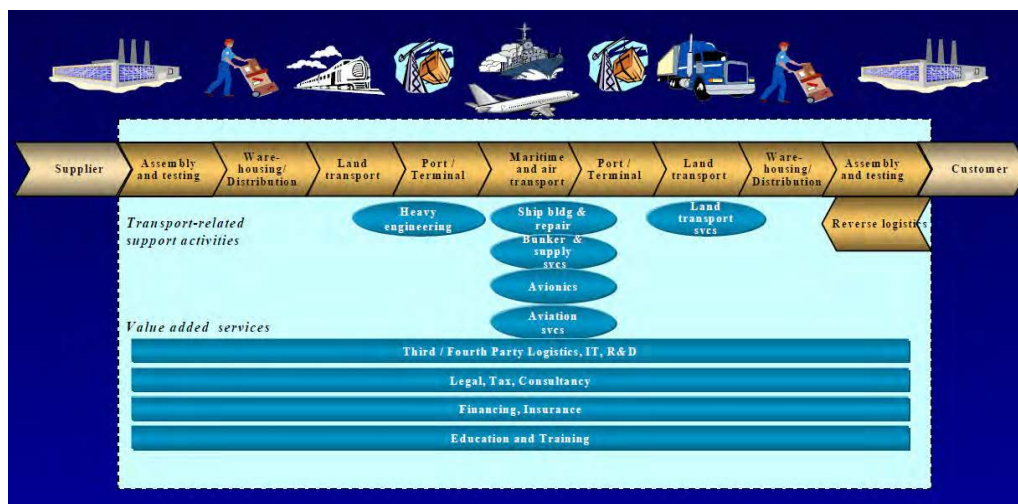 Supplier
Assembly
and testing
Ware-
housing/
Distribution
Land
transport
Port /
Terminal
Maritime
and air
transport
Port /
Terminal
Land
transport
Ware-
housing/
Distribution
Assembly
and testing
Customer
Transport-related
support activities
Heavy
engineering
Ship bldg &
repair
Land
transport
svcs
Reverse logistics
Bunker &
supply
svcs
Avionics
Aviation
svcs
Value added services
Third / Fourth Party Logistics, IT, R&D
Legal, Tax, Consultancy
Financing, Insurance
Education and Training